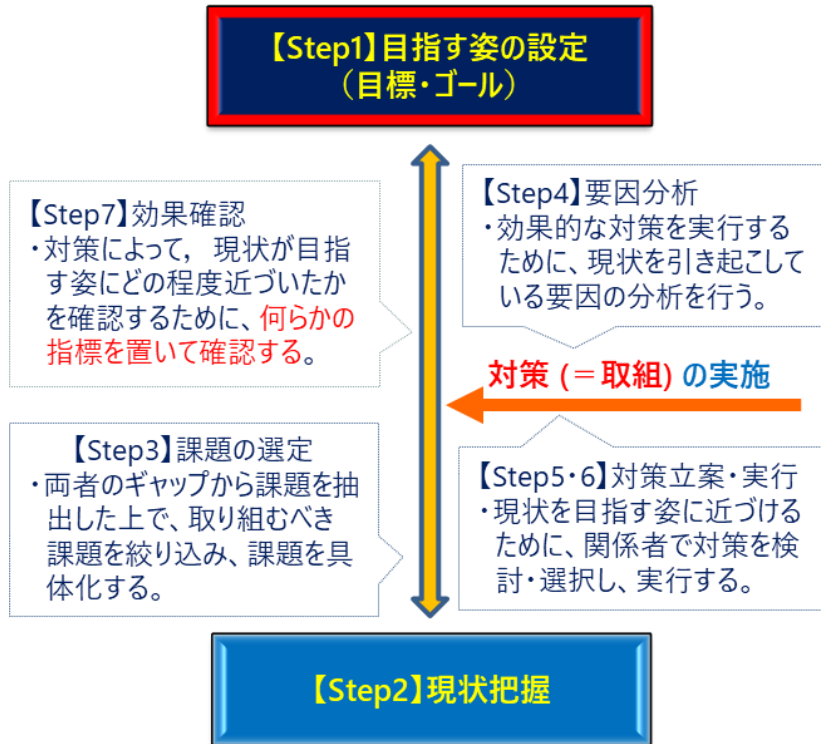 【Step1】目指す姿の設定
（目標・ゴール）
【Step7】効果確認
・対策によって，現状が目指
す姿にどの程度近づいたか
を確認するために、何らかの
指標を置いて確認する。
【Step4】要因分析
・効果的な対策を実行する
ために、現状を引き起こして
いる要因の分析を行う。
対策 (＝取組) の実施
【Step3】課題の選定
・両者のギャップから課題を抽
出した上で、取り組むべき
課題を絞り込み、課題を具
体化する。
【Step5・6】対策立案・実行
・現状を目指す姿に近づける
ために、関係者で対策を検
討・選択し、実行する。
【Step2】現状把握